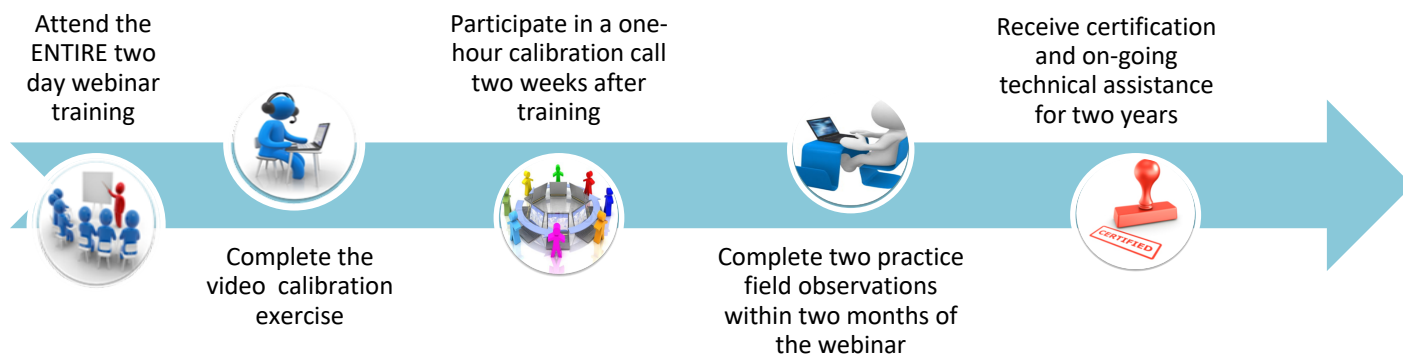 Attend the
ENTIRE two
day webinar
training
Complete the
video calibration
exercise
Participate in a one-
hour calibration call
two weeks after
training
Complete two practice
field observations
within two months of
the webinar
Receive certification
and on-going
technical assistance
for two years
CERTIFIED